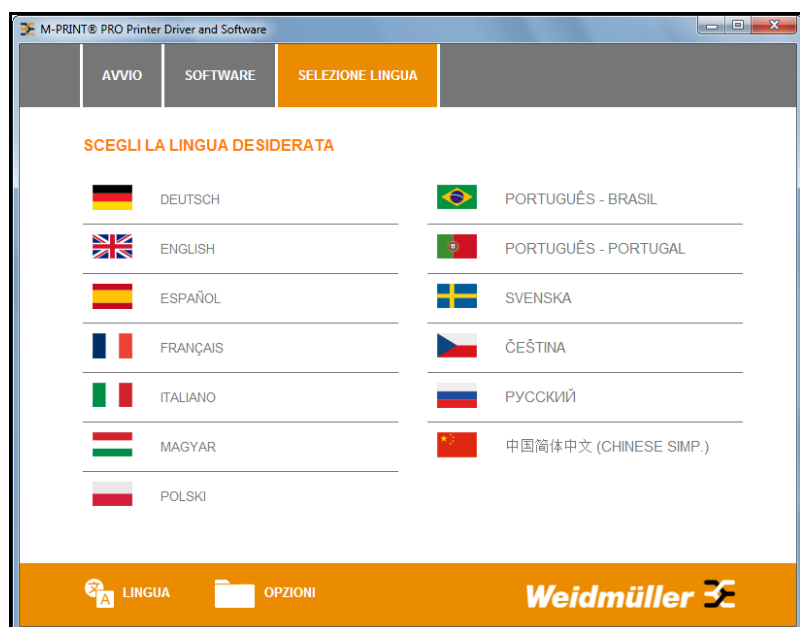 M-PRINT® PRO Printer Driver and Software
AVVIO SOFTWARE SELEZIONE LINGUA
SCEGLI LA LINGUA DESIDERATA
DEUTSCH
ENGLISH
ESPAÑOL
FRANÇAIS
ITALIANO
MAGYAR
POLSKI
PORTUGUÊS - BRASIL
PORTUGUÊS - PORTUGAL
SVENSKA
ČEŠTINA
РУССКИЙ
中国简体中文 (CHINESE SIMP.)
LINGUA OPZIONI Weidmüller